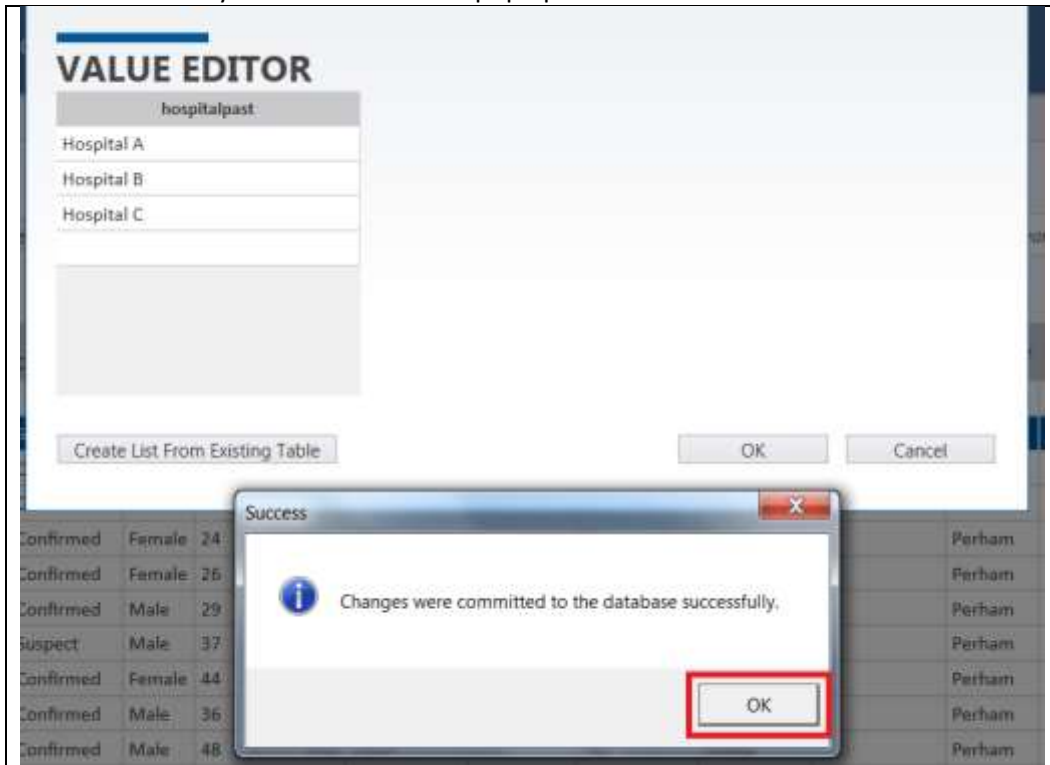 VALUE EDITOR
hospitalpast
Hospital A
Hospital B
Hospital C
Create List From Existing Table
OK
Cancel
Success
Changes were committed to the database successfully.
OK
Confirmed Female 24 Perham
Confirmed Female 26 Perham
Confirmed Male 29 Perham
Suspect Male 37 Perham
Confirmed Female 44 Perham
Confirmed Male 36 Perham
Confirmed Male 48 Perham